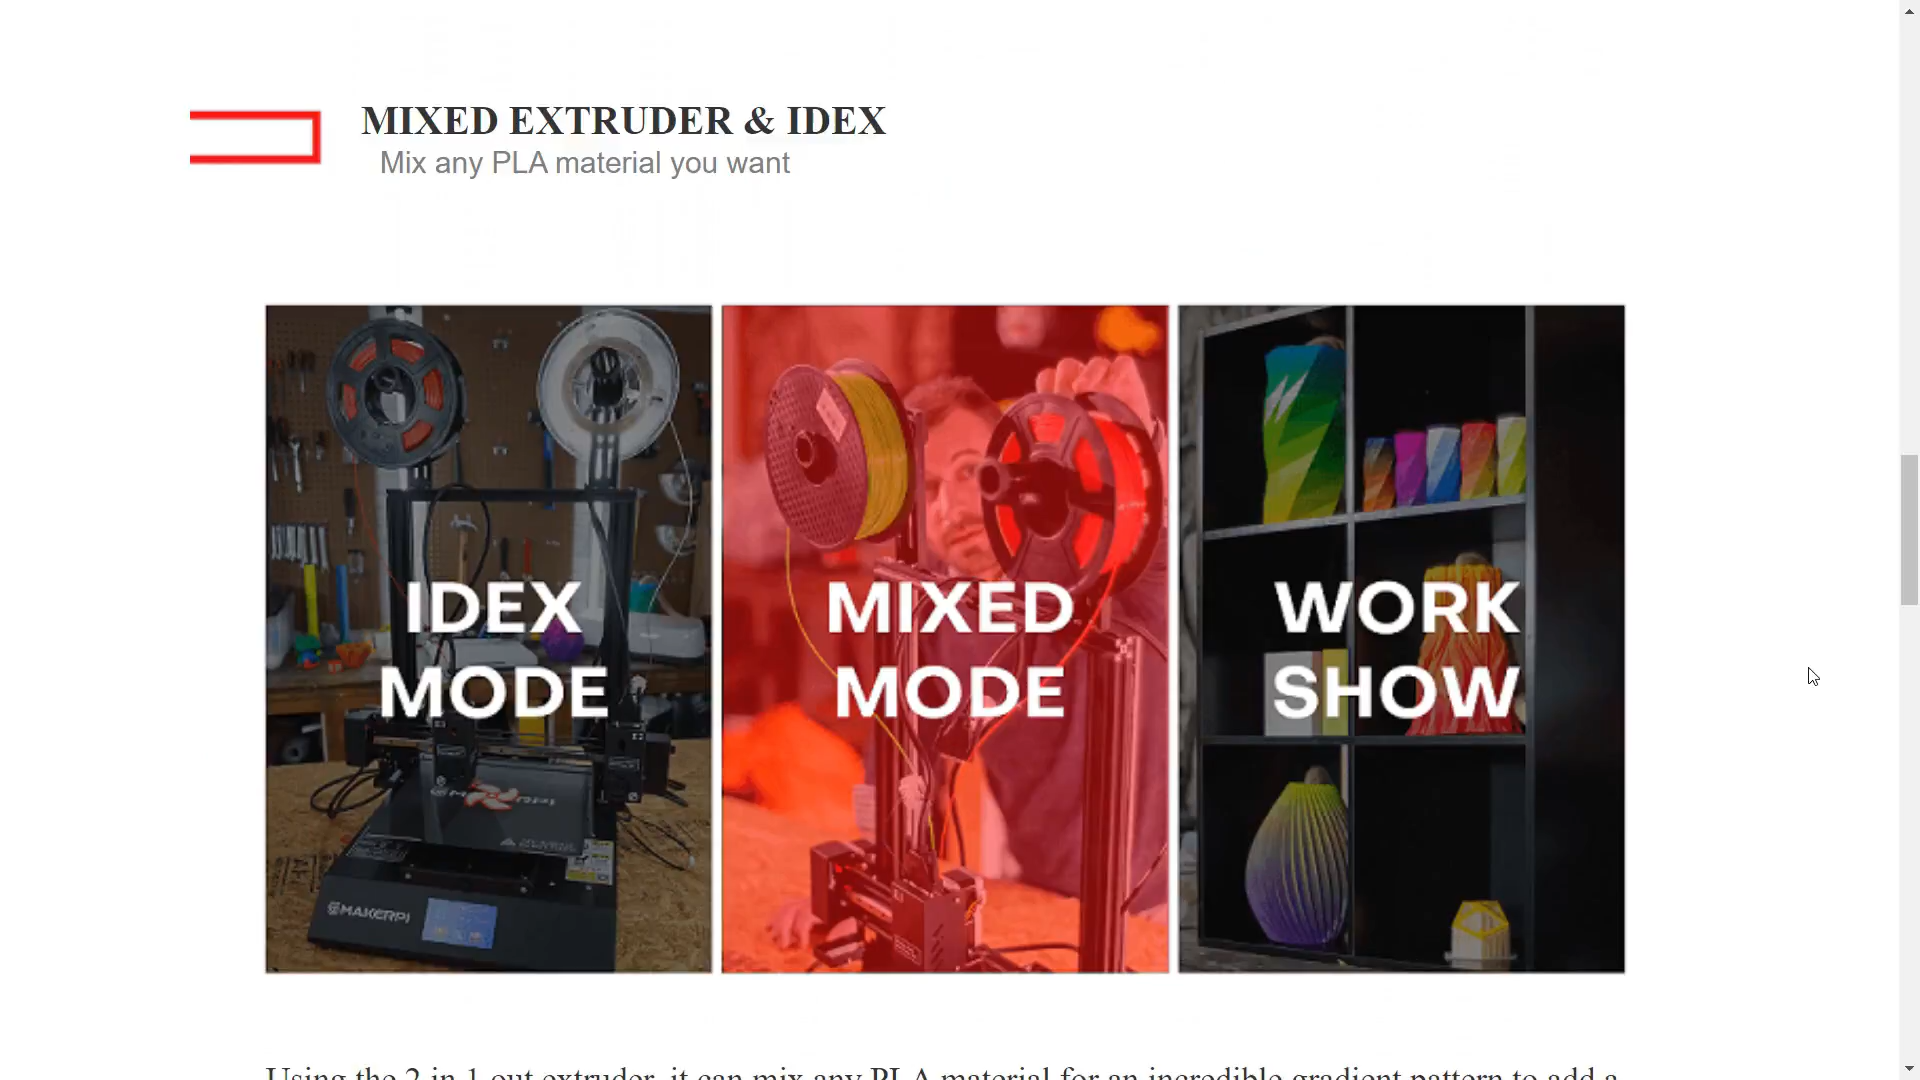 MIXED EXTRUDER & IDEX
Mix any PLA material you want
IDEX
MODE
MIXED
MODE
WORK
SHOW
MAKERPI
Using the 2 in 1 out extruder, it can mix any PLA material for an incredible gradient pattern to add a